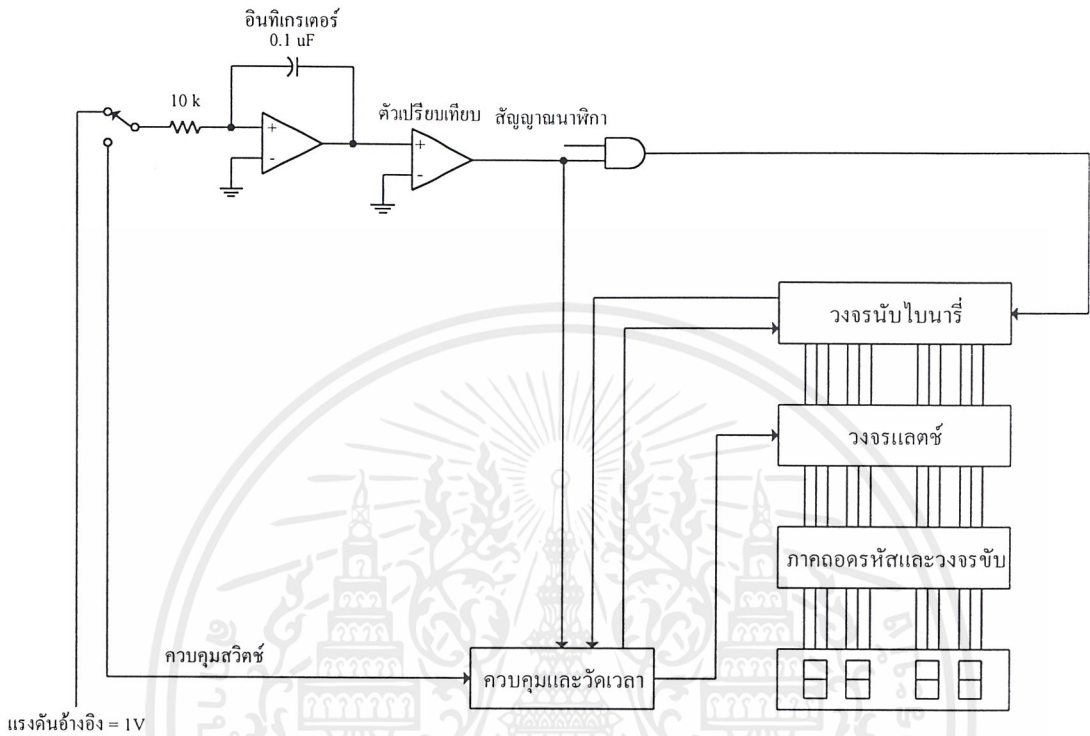 อินทิเกรเตอร์
0.1 uF
10 k
ตัวเปรียบเทียบ
สัญญาณนาฬิกา
+
-
+
-
วงจรนับไบนารี่
วงจรแลตช์
ภาคถอดรหัสและวงจรขับ
ควบคุมสวิตช์
ควบคุมและวัดเวลา
แรงดันอ้างอิง = 1V